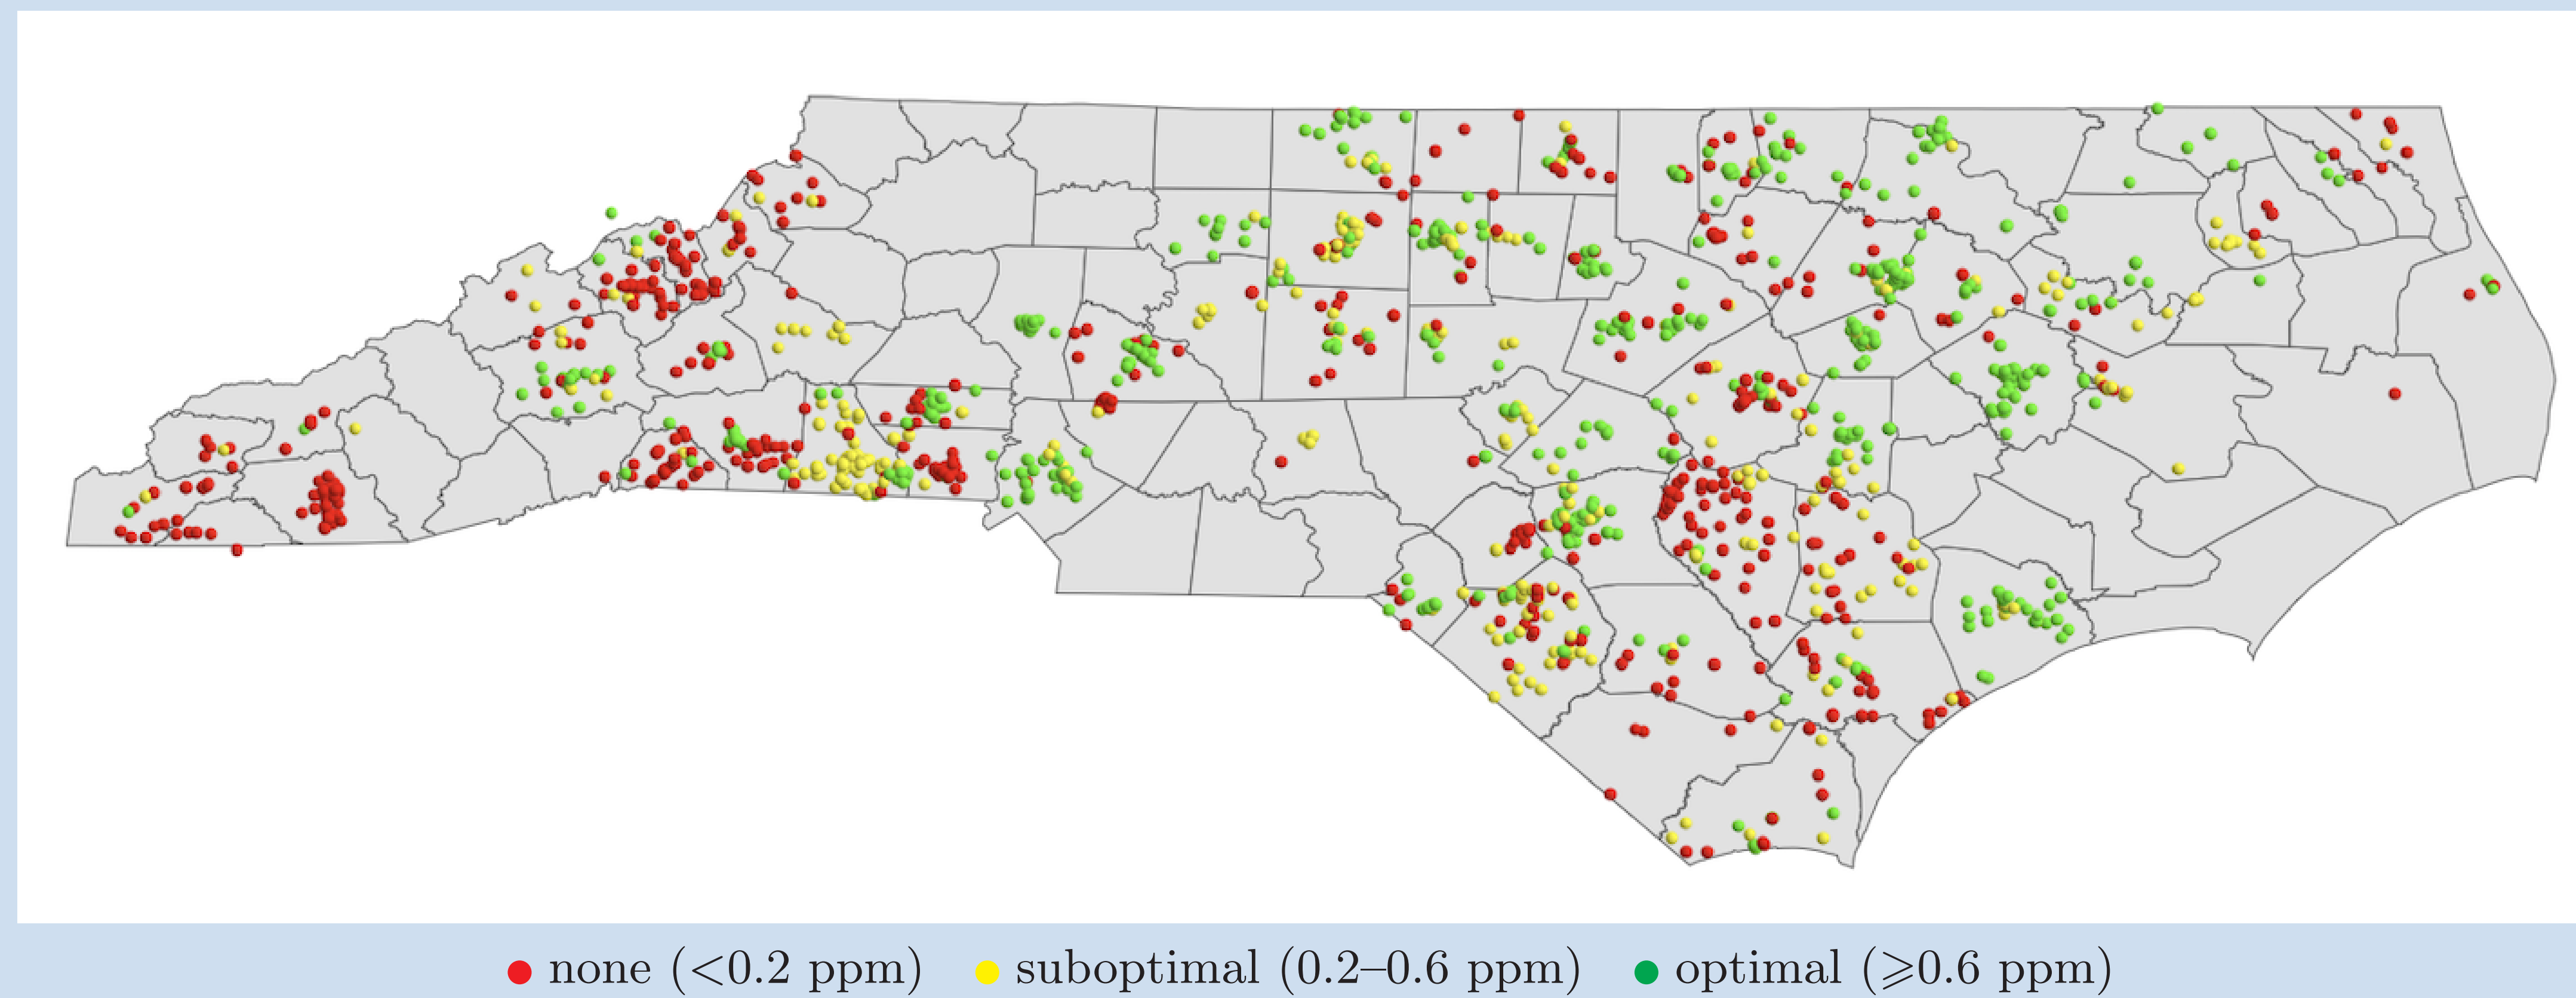 none (<0.2 ppm) suboptimal (0.2–0.6 ppm) optimal (⩾0.6 ppm)